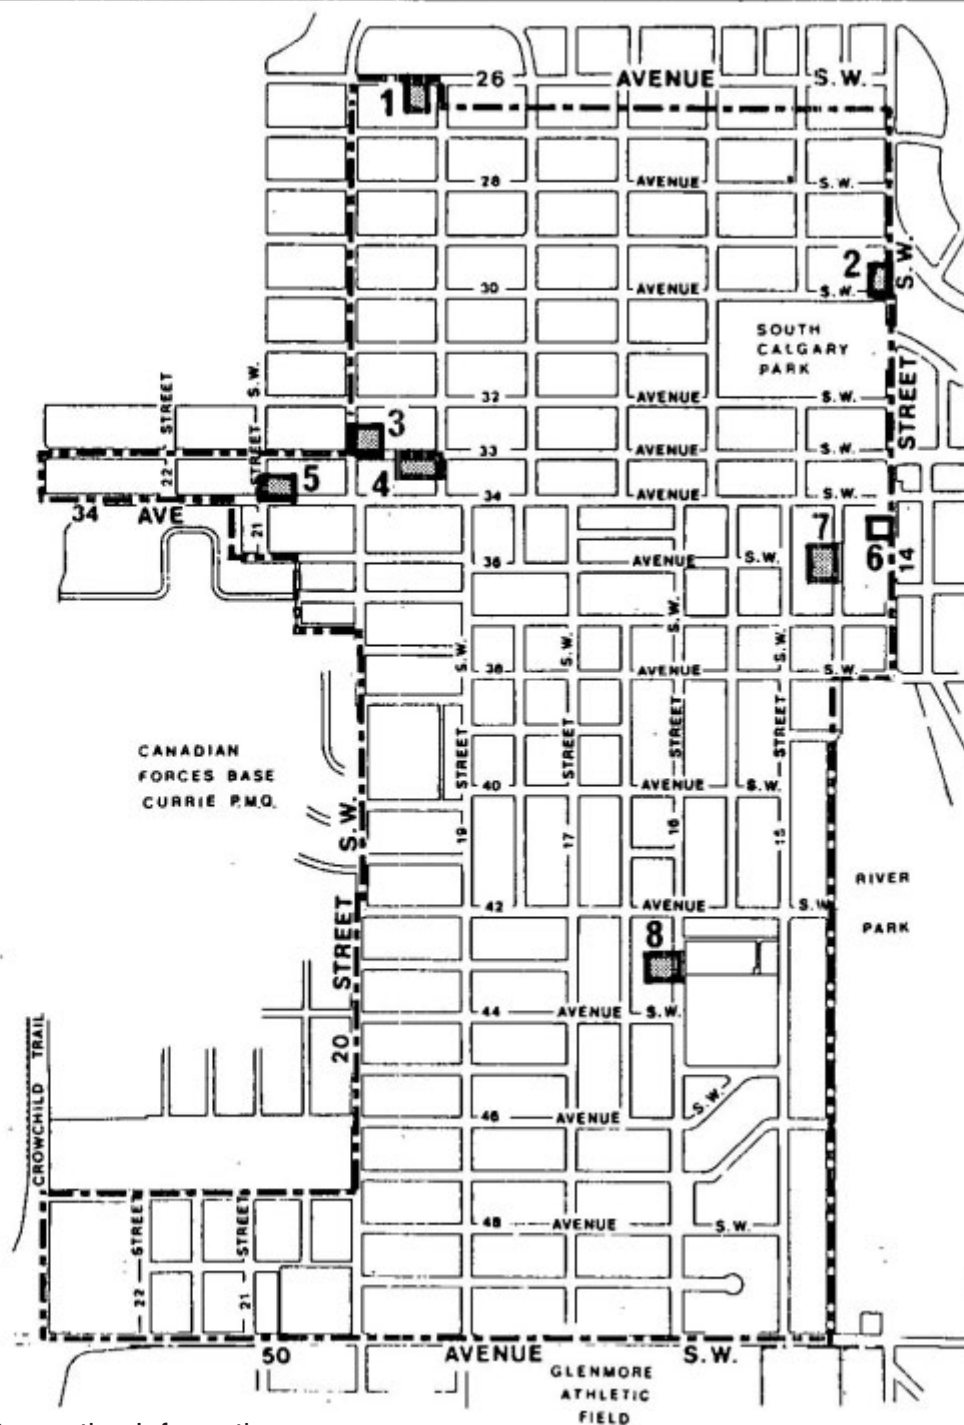 26 AVENUE S.W.
1
28 AVENUE S.W.
2
S.W.
30 AVENUE S.W.
SOUTH
CALGARY
PARK
STREET
32 AVENUE S.W.
STREET
S.W.
3
33 AVENUE S.W.
22
STREET
5
4
34 AVENUE S.W.
34 AVE
21
7
6
14
36 AVENUE S.W.
S.W.
S.W.
S.W.
S.W.
38 AVENUE S.W.
CANADIAN
FORCES BASE
CURRIE P.M.Q.
STREET
STREET
STREET
STREET
40 AVENUE S.W.
S.W.
19
17
16
15
RIVER
PARK
42 AVENUE S.W.
STREET
8
44 AVENUE S.W.
20
CROWCHILD TRAIL
46 AVENUE S.W.
STREET
STREET
48 AVENUE S.W.
22
21
50 AVENUE S.W.
GLENMORE
ATHLETIC
FIELD